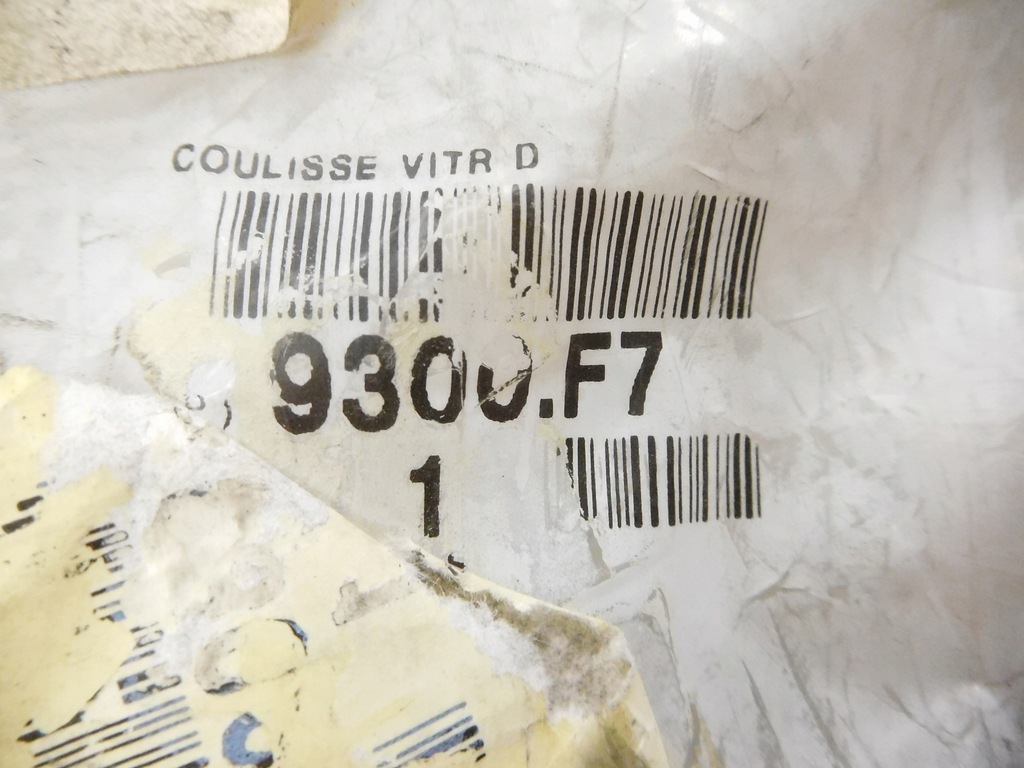 COULISSE VITR D
9300.F7
1